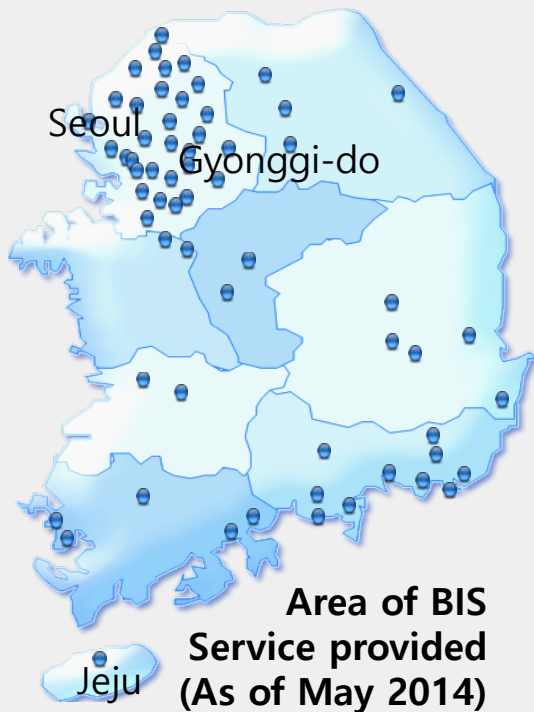 Seoul
Gyonggi-do
Area of BIS
Service provided
(As of May 2014)
Jeju